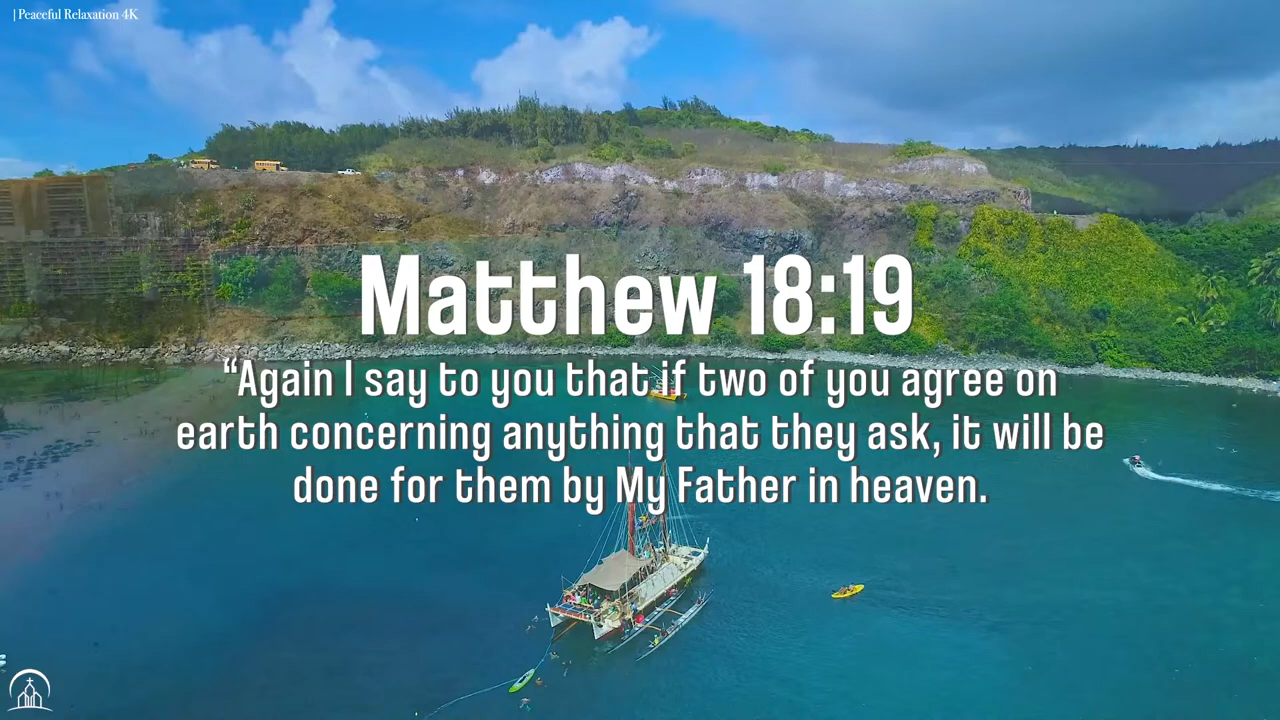 | Peaceful Relaxation 4K
Matthew 18:19
“Again I say to you that if two of you agree on
earth concerning anything that they ask, it will be
done for them by My Father in heaven.